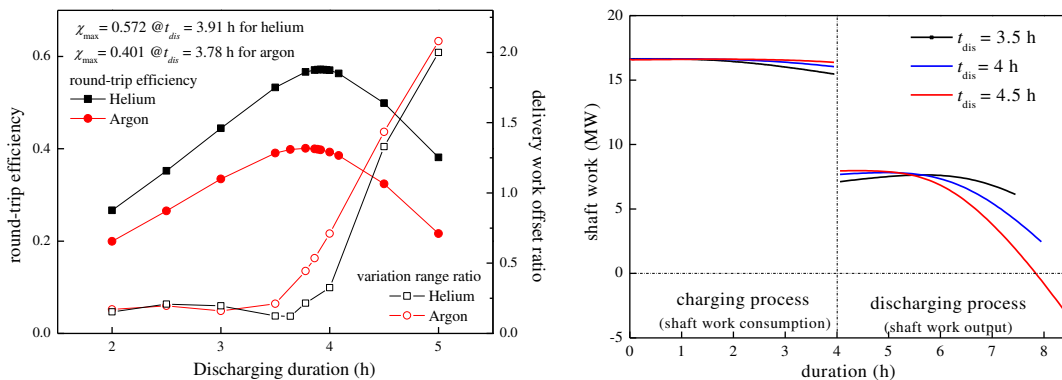 χmax = 0.572 @tdis = 3.91 h for helium
χmax = 0.401 @tdis = 3.78 h for argon
round-trip efficiency
Helium
Argon
variation range ratio
Helium
Argon
0.6
0.4
0.2
0.0
round-trip efficiency
2.0
1.5
1.0
0.5
0.0
delivery work offset ratio
2 3 4 5
Discharging duration (h)
tdis = 3.5 h
tdis = 4 h
tdis = 4.5 h
20
15
10
5
0
-5
shaft work (MW)
charging process
(shaft work consumption)
discharging process
(shaft work output)
0 1 2 3 4 5 6 7 8
duration (h)